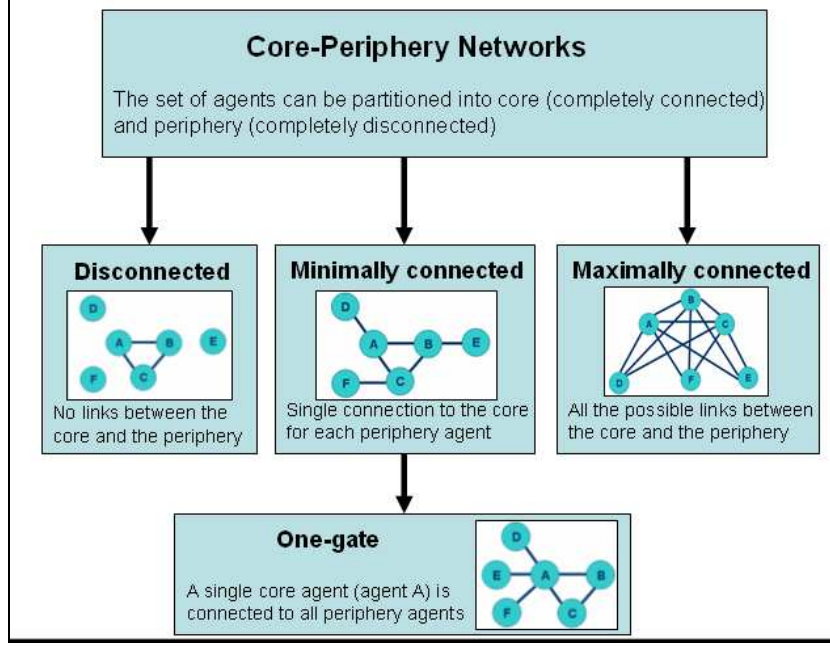 Core-Periphery Networks
The set of agents can be partitioned into core (completely connected)
and periphery (completely disconnected)
Disconnected
D
A
B
E
F
C
No links between the
core and the periphery
Minimally connected
D
A
B
E
F
C
Single connection to the core
for each periphery agent
Maximally connected
B
A
C
D
F
E
All the possible links between
the core and the periphery
One-gate
A single core agent (agent A) is
connected to all periphery agents
D
E
A
B
F
C